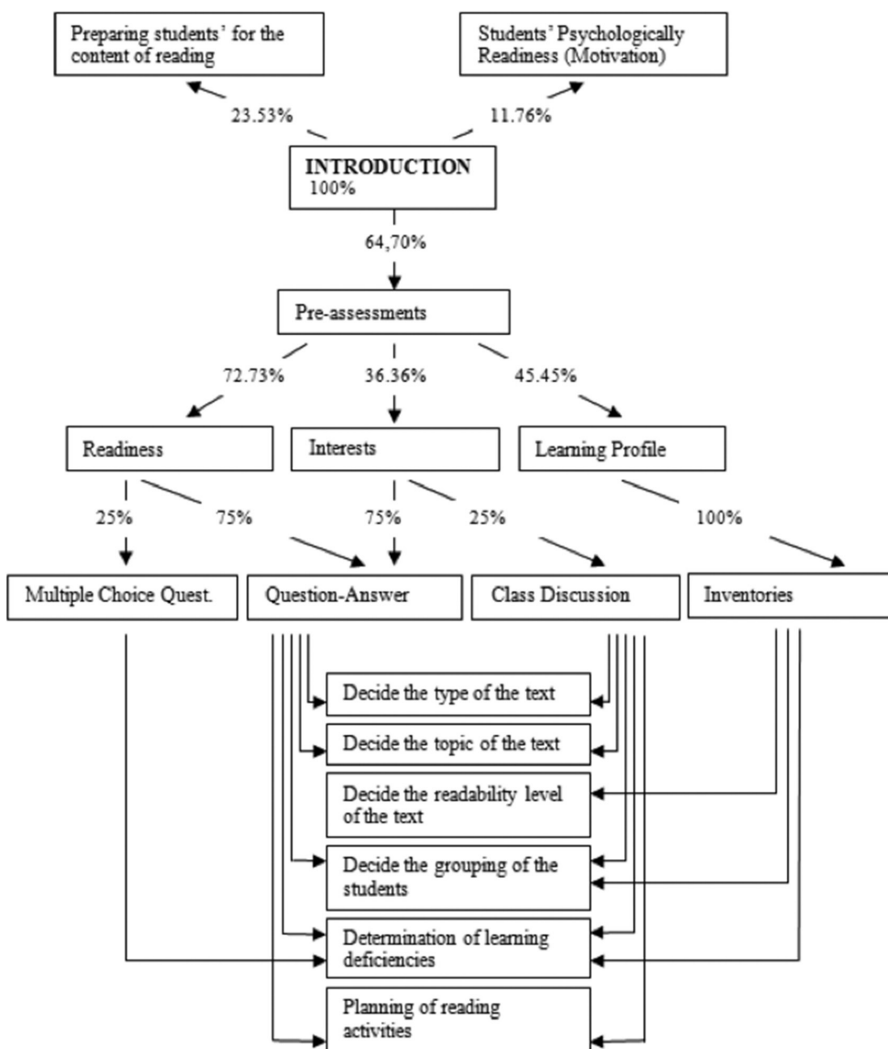 Preparing students’ for the
content of reading
Students’ Psychologically
Readiness (Motivation)
23.53%
11.76%
INTRODUCTION
100%
64,70%
Pre-assessments
72.73%
36.36%
45.45%
Readiness
Interests
Learning Profile
25%
75%
75%
25%
100%
Multiple Choice Quest.
Question-Answer
Class Discussion
Inventories
Decide the type of the text
Decide the topic of the text
Decide the readability level
of the text
Decide the grouping of the
students
Determination of learning
deficiencies
Planning of reading
activities